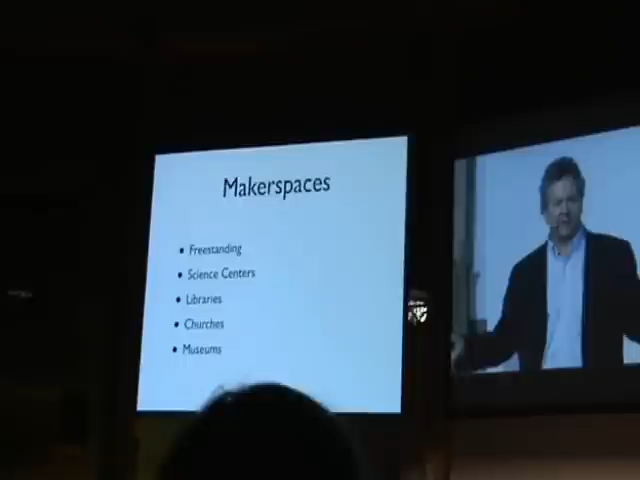 Makerspaces
• Freestanding
• Science Centers
• Libraries
• Churches
• Museums